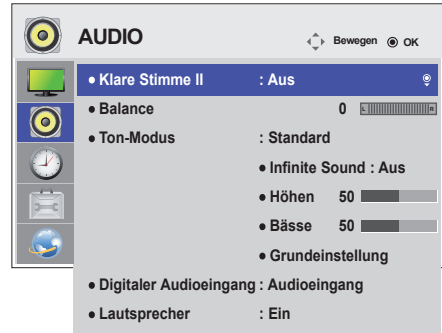 AUDIO
Bewegen OK
• Klare Stimme II : Aus
• Balance 0 L R
• Ton-Modus : Standard
• Infinite Sound : Aus
• Höhen 50
• Bässe 50
• Grundeinstellung
• Digitaler Audioeingang : Audioeingang
• Lautsprecher : Ein